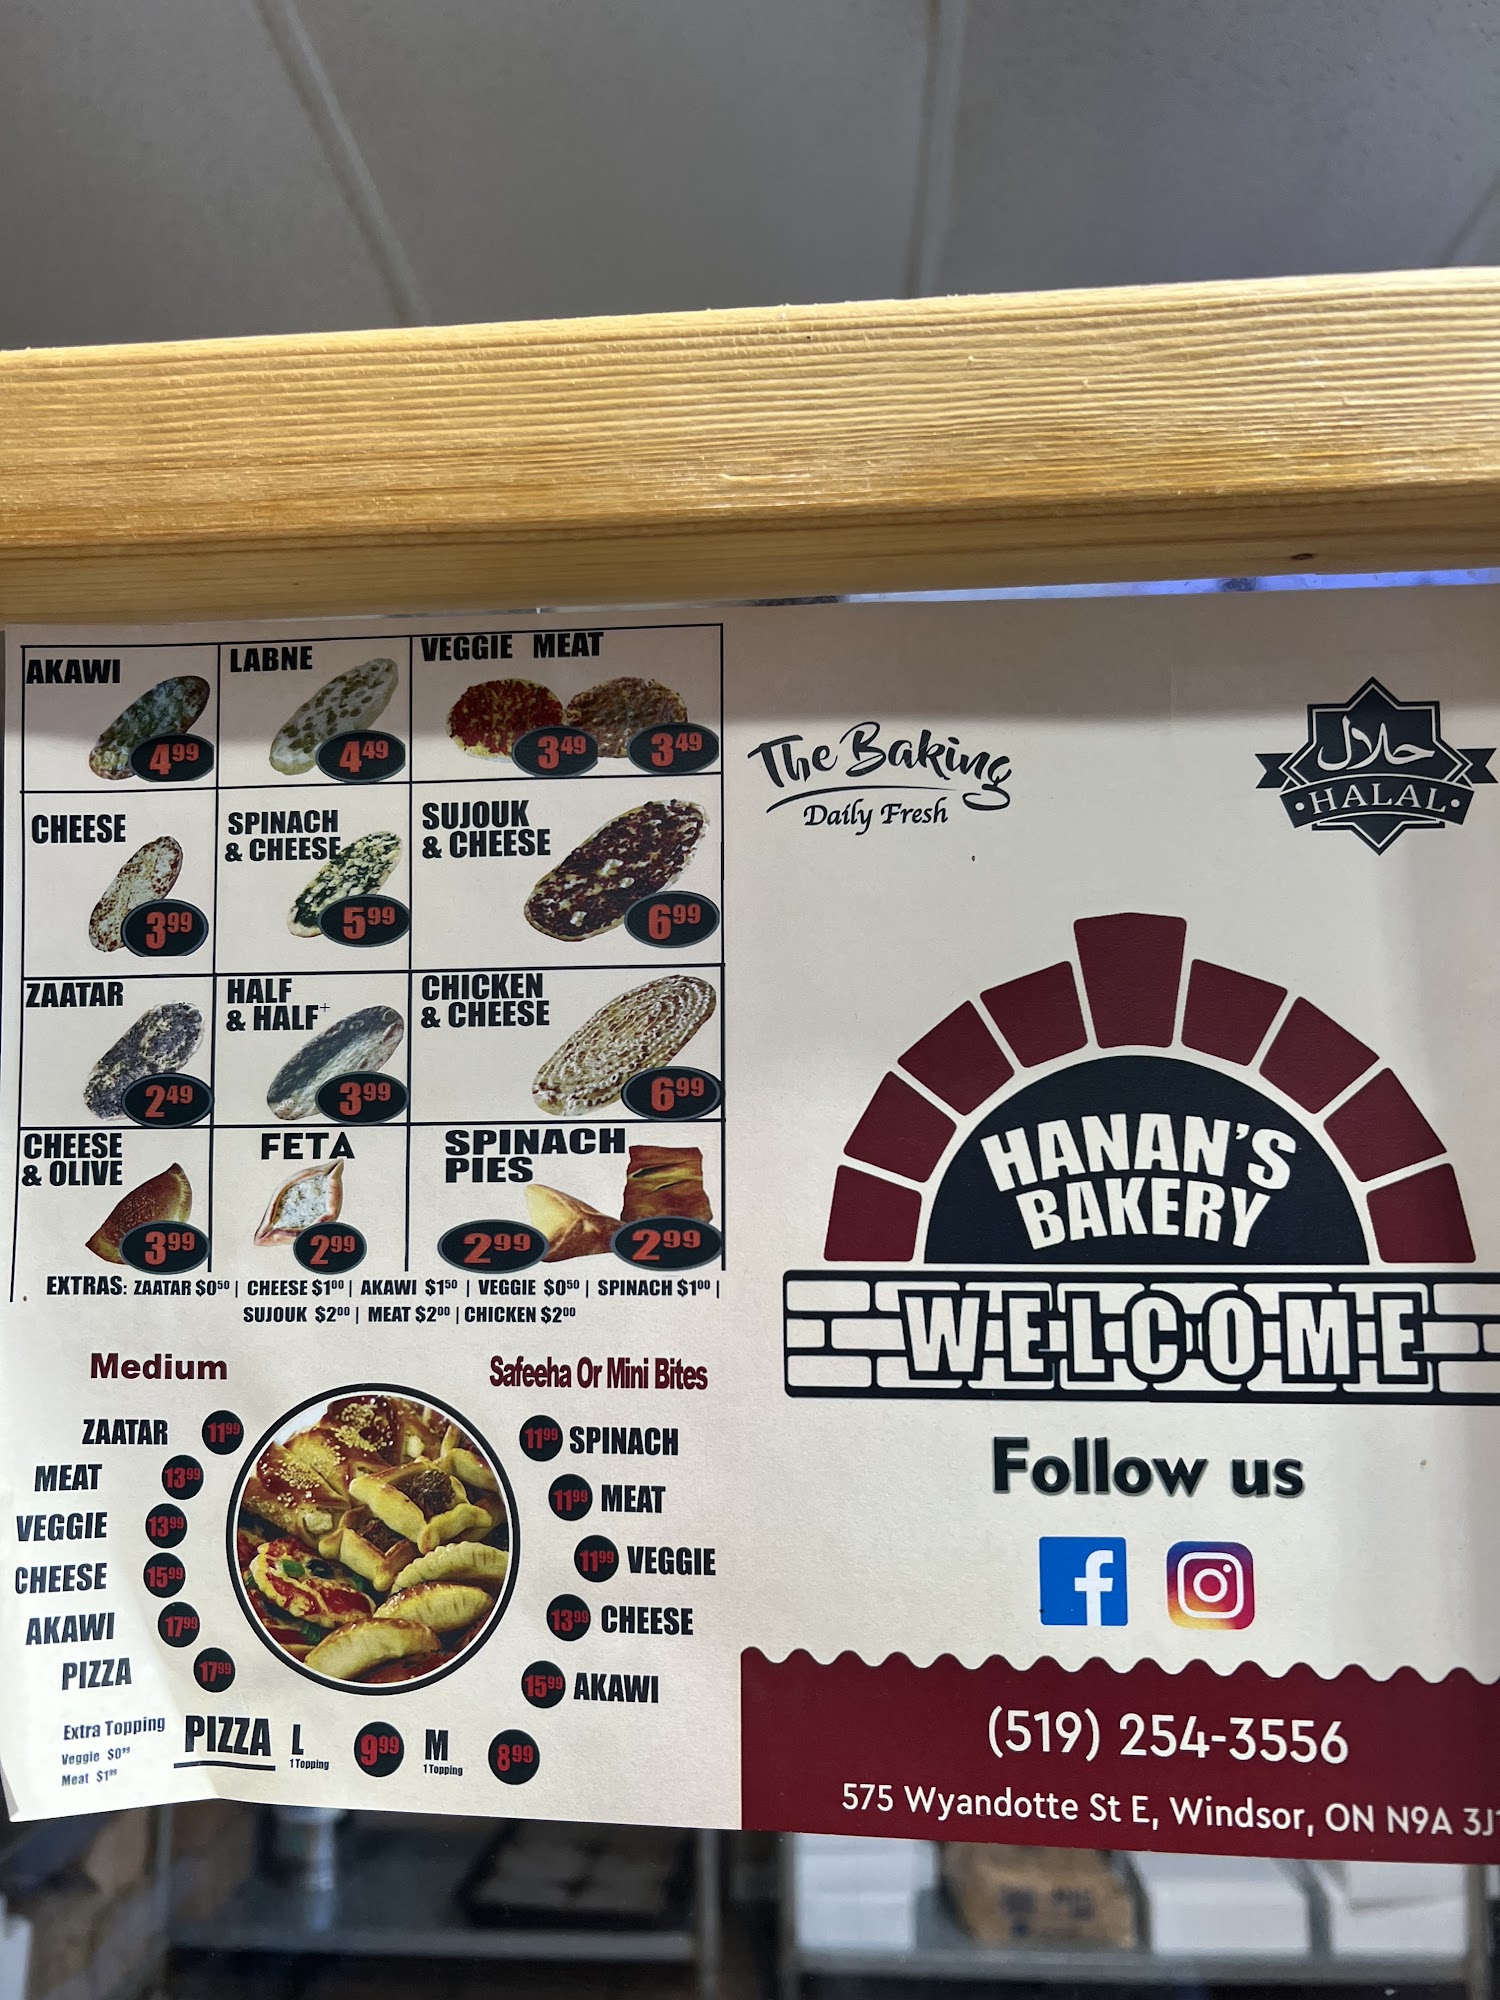 AKAWI
4.99
LABNE
4.49
VEGGIE MEAT
3.49 3.49
CHEESE
3.99
SPINACH
& CHEESE
5.99
SUJOUK
& CHEESE
6.99
ZAATAR
2.49
HALF
& HALF+
3.99
CHICKEN
& CHEESE
6.99
CHEESE
& OLIVE
3.99
FETA
2.99
SPINACH
PIES
2.99 2.99
EXTRAS: ZAATAR $0.50 | CHEESE $1.00 | AKAWI $1.50 | VEGGIE $0.50 | SPINACH $1.00 |
SUJOUK $2.00 | MEAT $2.00 | CHICKEN $2.00
Medium
ZAATAR 11.99
MEAT 13.99
VEGGIE 13.99
CHEESE 15.99
AKAWI 17.99
PIZZA 17.99
Safeeha Or Mini Bites
11.99 SPINACH
11.99 MEAT
11.99 VEGGIE
13.99 CHEESE
15.99 AKAWI
Extra Topping
Veggie $0.99
Meat $1.99
PIZZA L 9.99 M 8.99
1 Topping 1 Topping
The Baking
Daily Fresh
حلال
HALAL
HANAN'S
BAKERY
WELCOME
Follow us
(519) 254-3556
575 Wyandotte St E, Windsor, ON N9A 3J